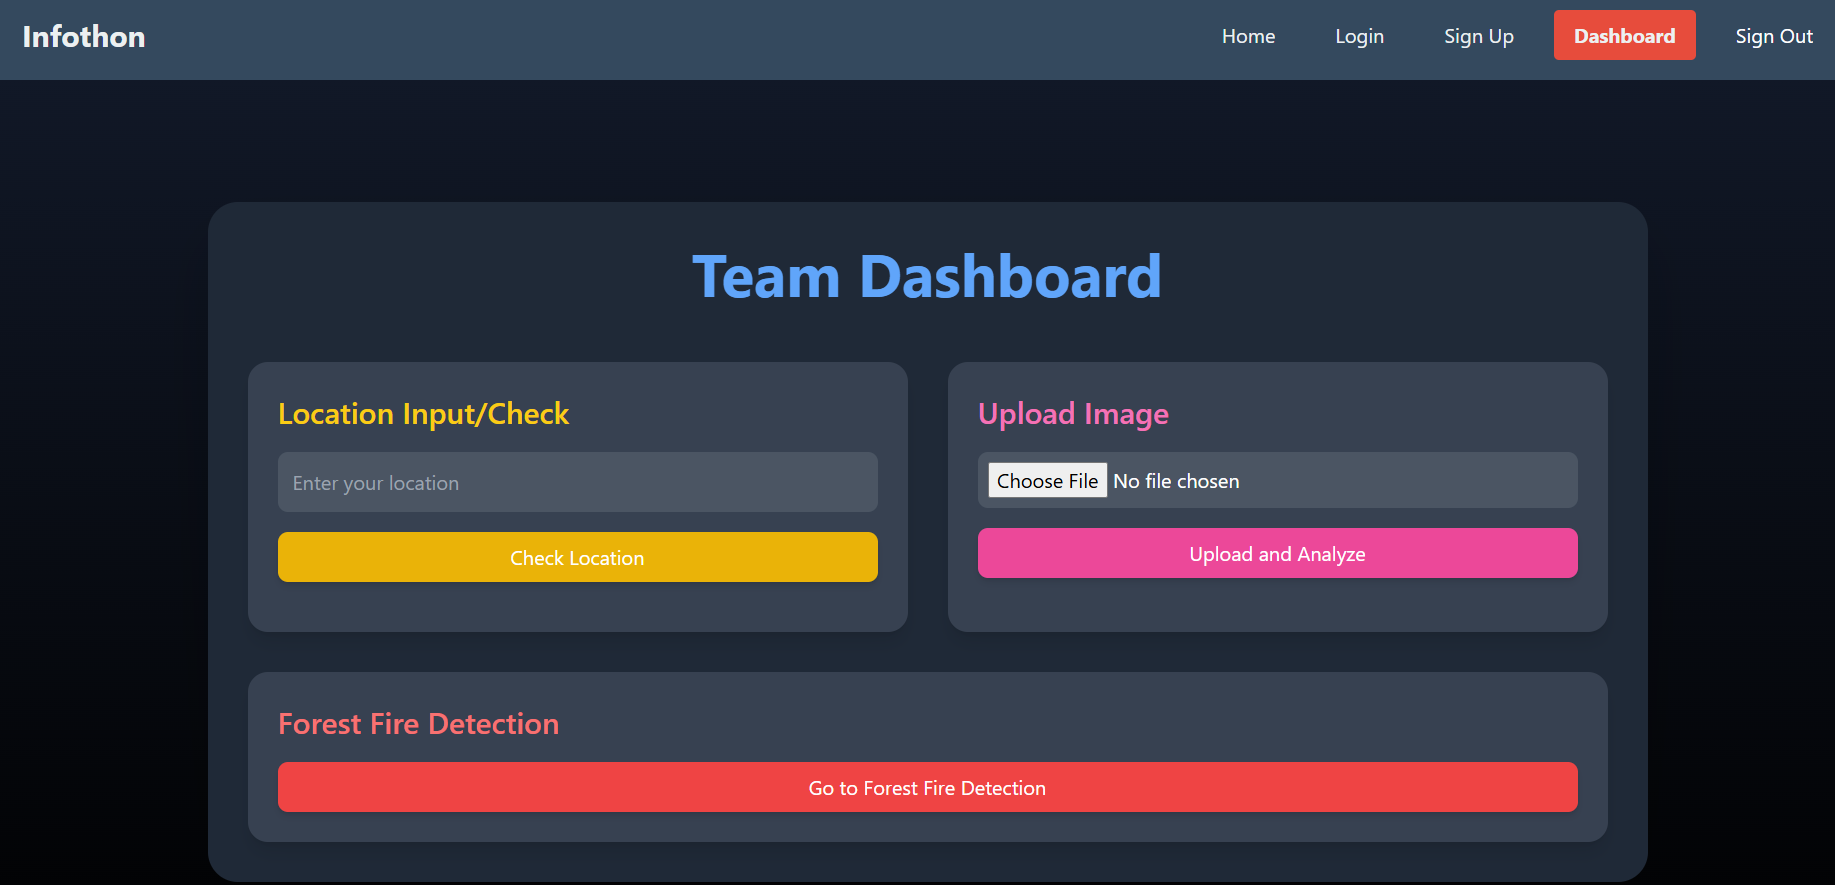 Infothon
Home
Login
Sign Up
Dashboard
Sign Out
Team Dashboard
Location Input/Check
Enter your location
Check Location
Upload Image
Choose File No file chosen
Upload and Analyze
Forest Fire Detection
Go to Forest Fire Detection